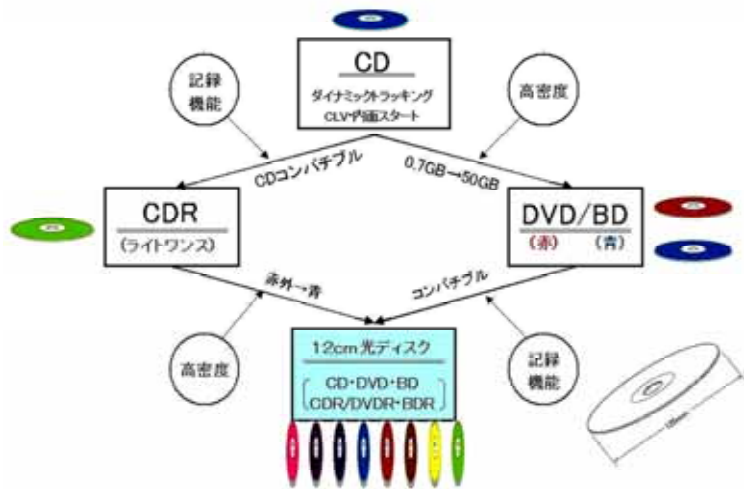 CD
ダイナミックトラッキング
CLV・内面スタート
記録
機能
高密度
CDコンパチブル
0.7GB→50GB
CDR
(ライトワンス)
DVD/BD
(赤) (青)
赤外→青
コンパチブル
高密度
記録
機能
12cm光ディスク
CD・DVD・BD
CDR/DVDR・BDR